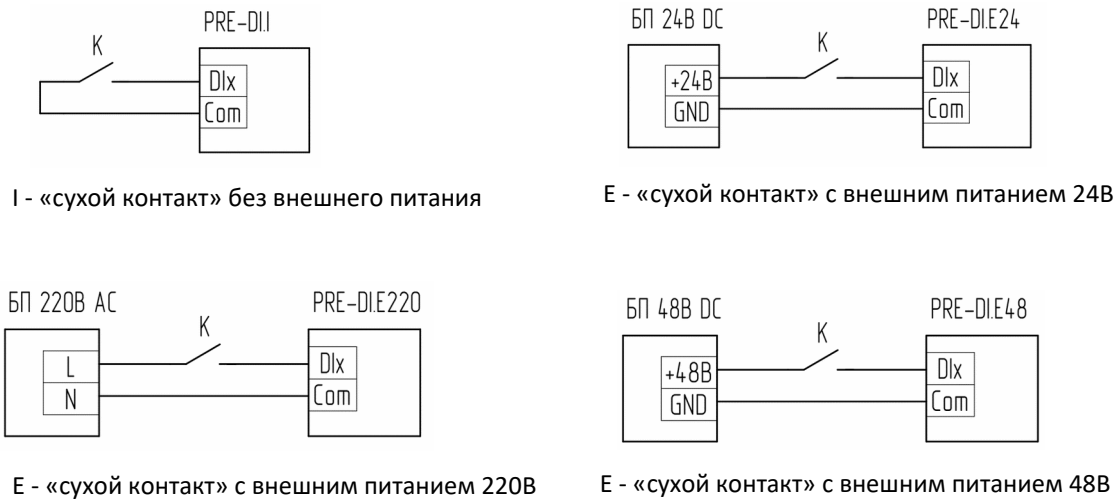 PRE-DI.I
К
DIx
Com
I - «сухой контакт» без внешнего питания
БП 24В DC
PRE-DI.E24
К
+24В
GND
DIx
Com
Е - «сухой контакт» с внешним питанием 24В
БП 220В AC
PRE-DI.E220
К
L
N
DIx
Com
Е - «сухой контакт» с внешним питанием 220В
БП 48В DC
PRE-DI.E48
К
+48В
GND
DIx
Com
Е - «сухой контакт» с внешним питанием 48В